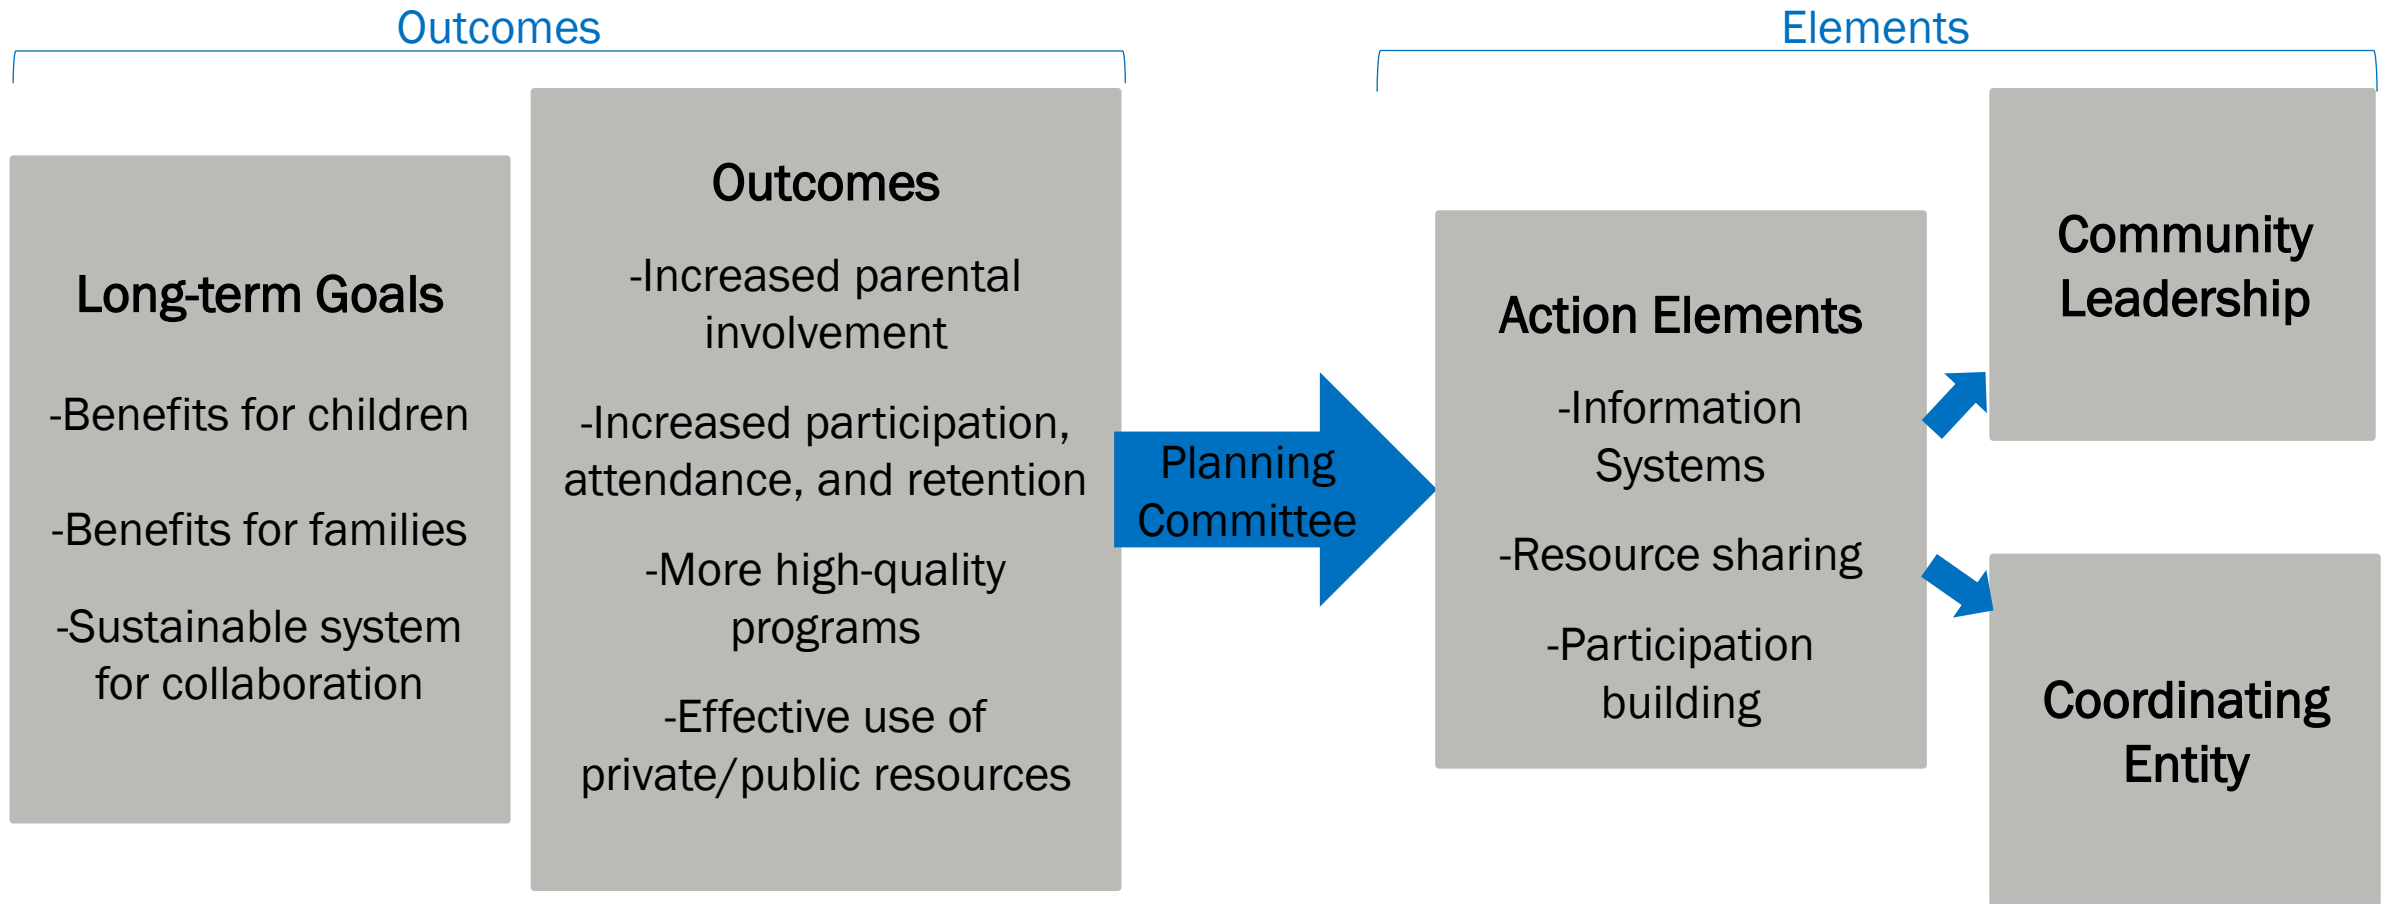 Outcomes
Elements
Long-term Goals
-Benefits for children
-Benefits for families
-Sustainable system
for collaboration
Outcomes
-Increased parental
involvement
-Increased participation,
attendance, and retention
-More high-quality
programs
-Effective use of
private/public resources
Planning
Committee
Action Elements
-Information
Systems
-Resource sharing
-Participation
building
Community
Leadership
Coordinating
Entity